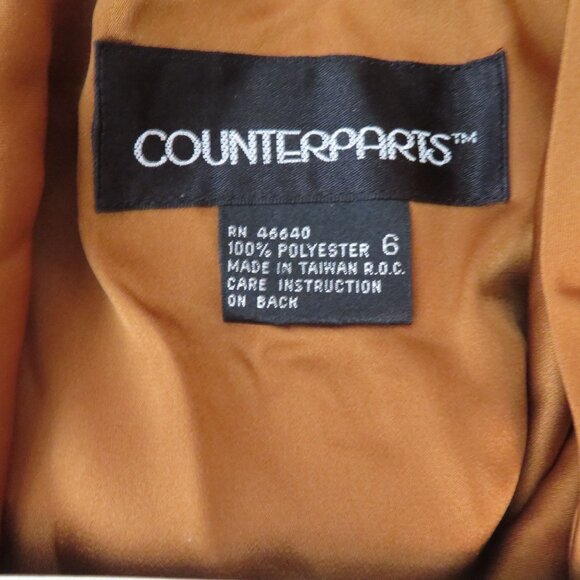 COUNTERPARTS™
RN 46640
100% POLYESTER 6
MADE IN TAIWAN R.O.C.
CARE INSTRUCTION
ON BACK